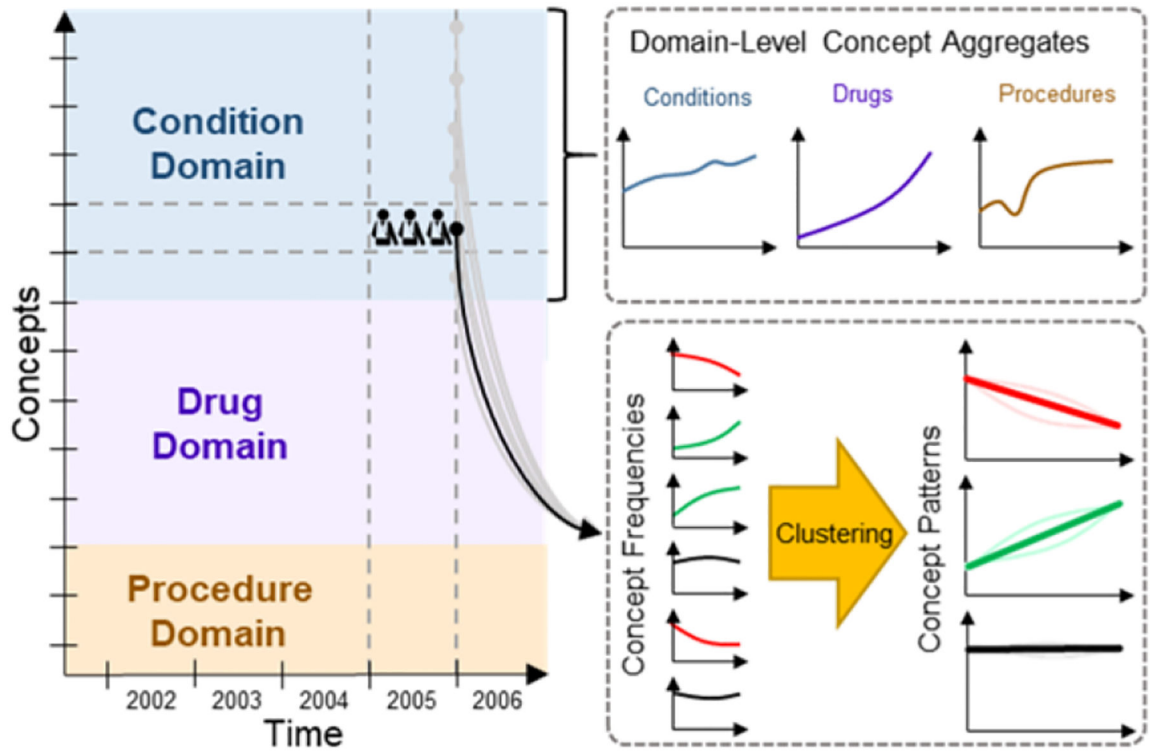 Concepts
Condition
Domain
Drug
Domain
Procedure
Domain
2002 2003 2004 2005 2006
Time
Domain-Level Concept Aggregates
Conditions Drugs Procedures
Concept Frequencies
Clustering
Concept Patterns